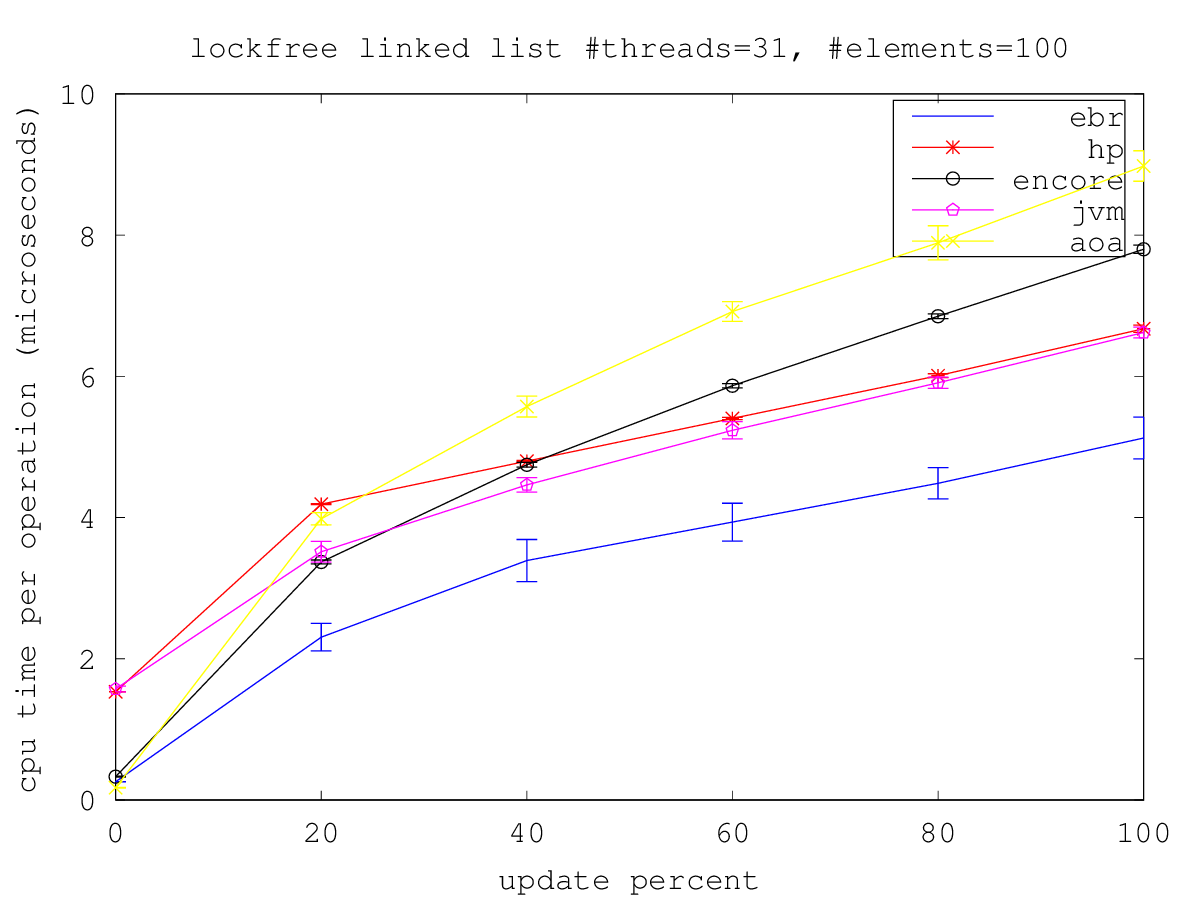 lockfree linked list #threads=31, #elements=100
cpu time per operation (microseconds)
10
8
6
4
2
0
ebr
hp
encore
jvm
aoa
0 20 40 60 80 100
update percent